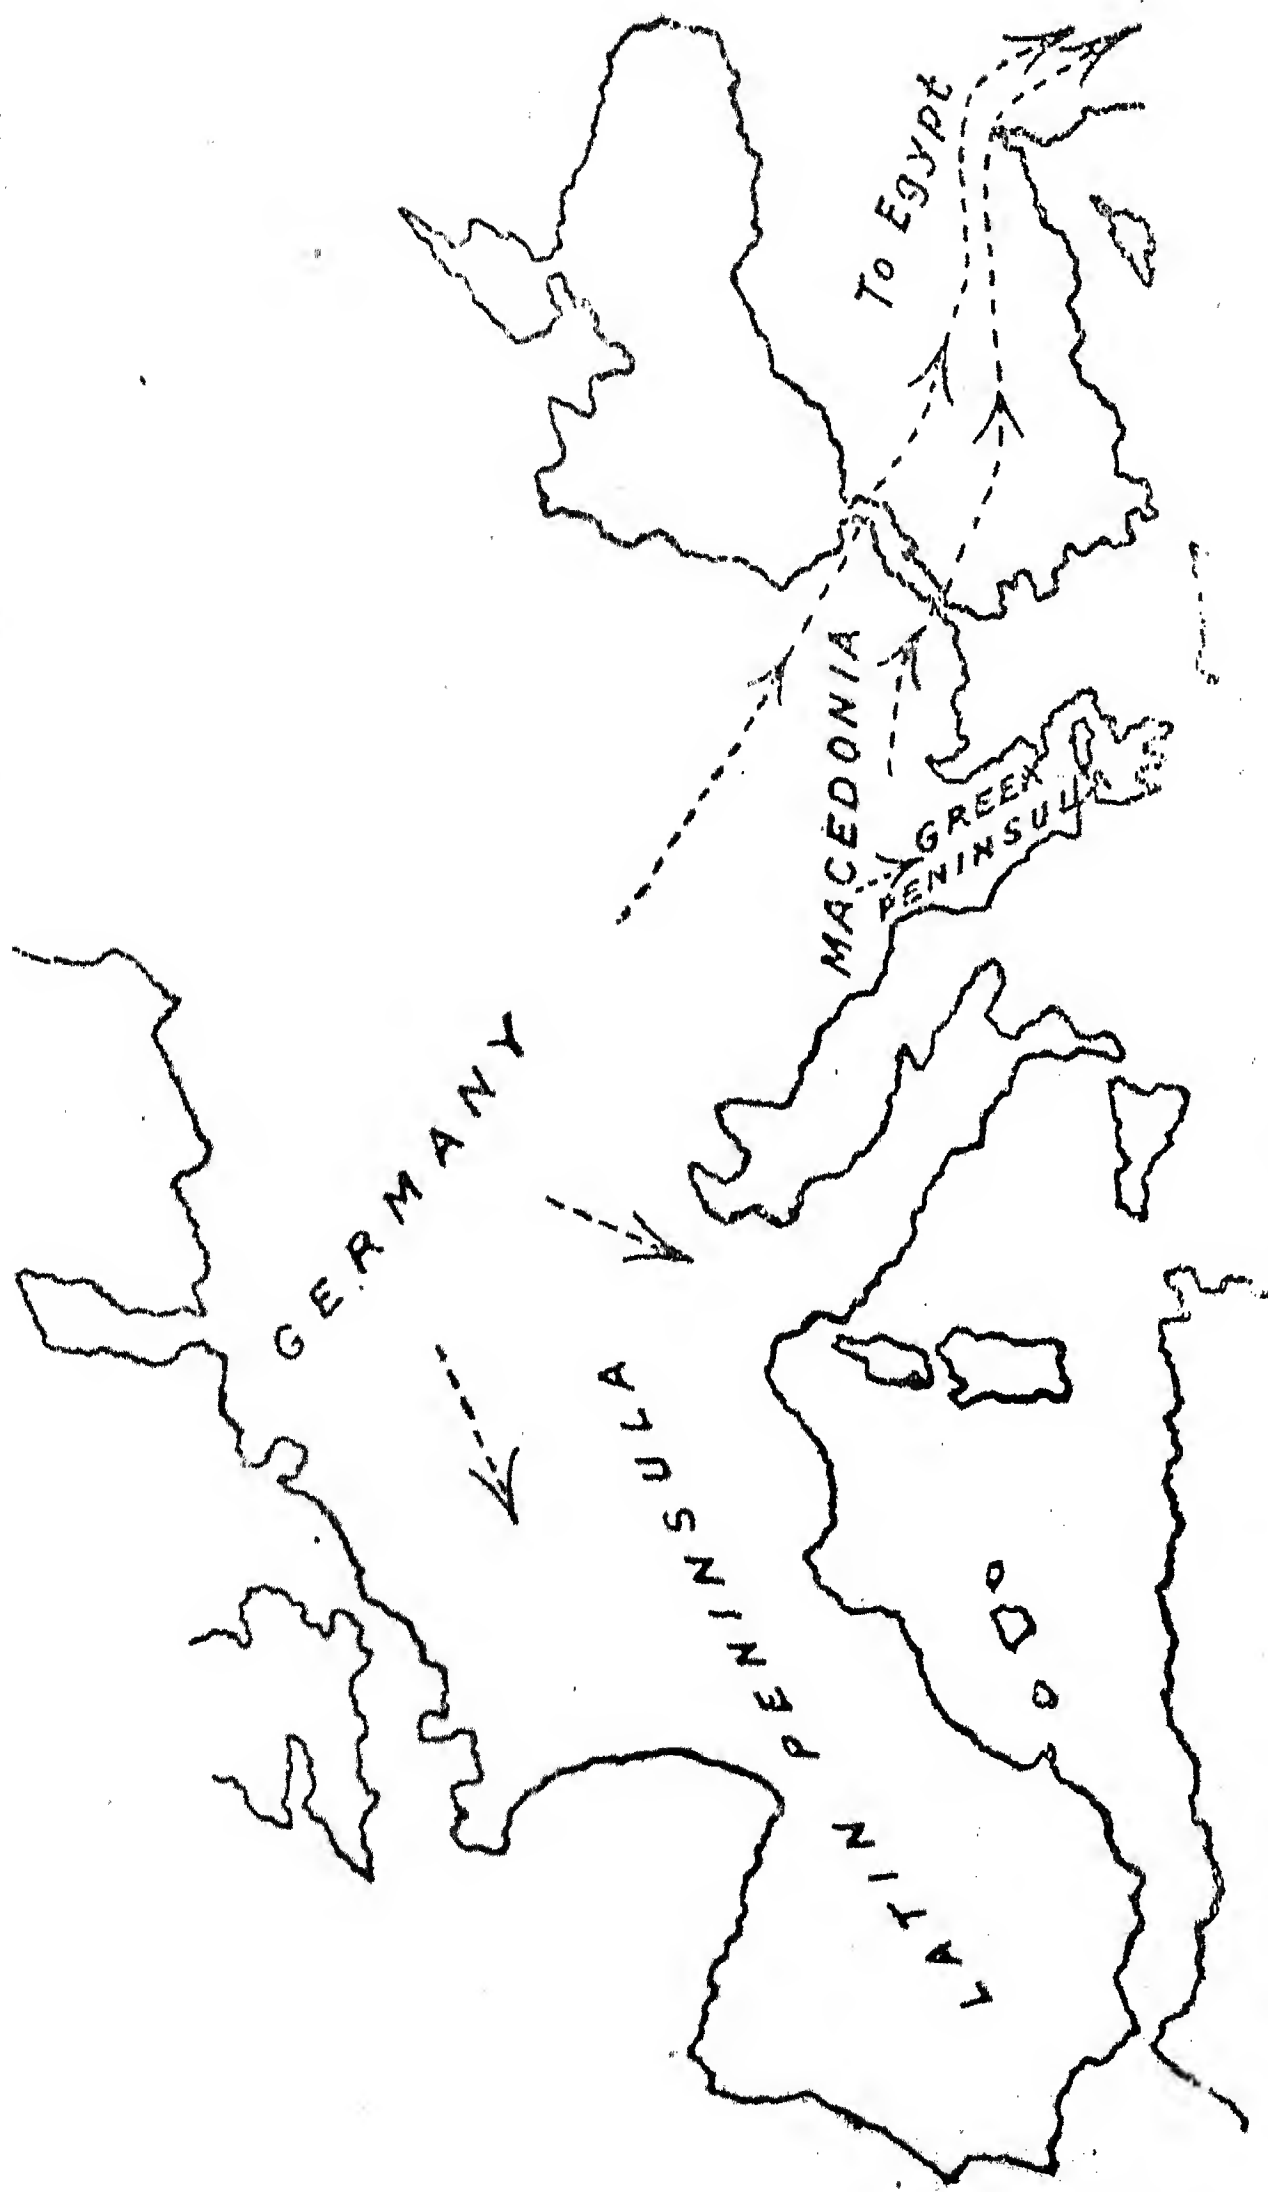 GERMANY
LATIN PENINSULA
MACEDONIA
GREEK
PENINSULA
To Egypt